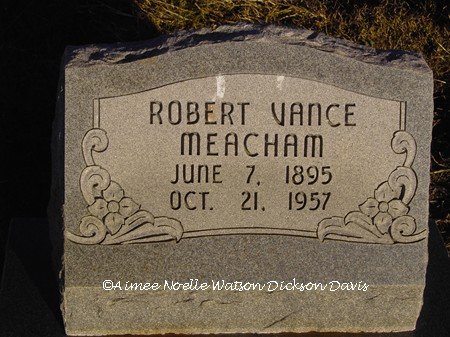 ROBERT VANCE
MEACHAM
JUNE 7, 1895
OCT. 21, 1957
©Aimee Noelle Watson Dickson Davis